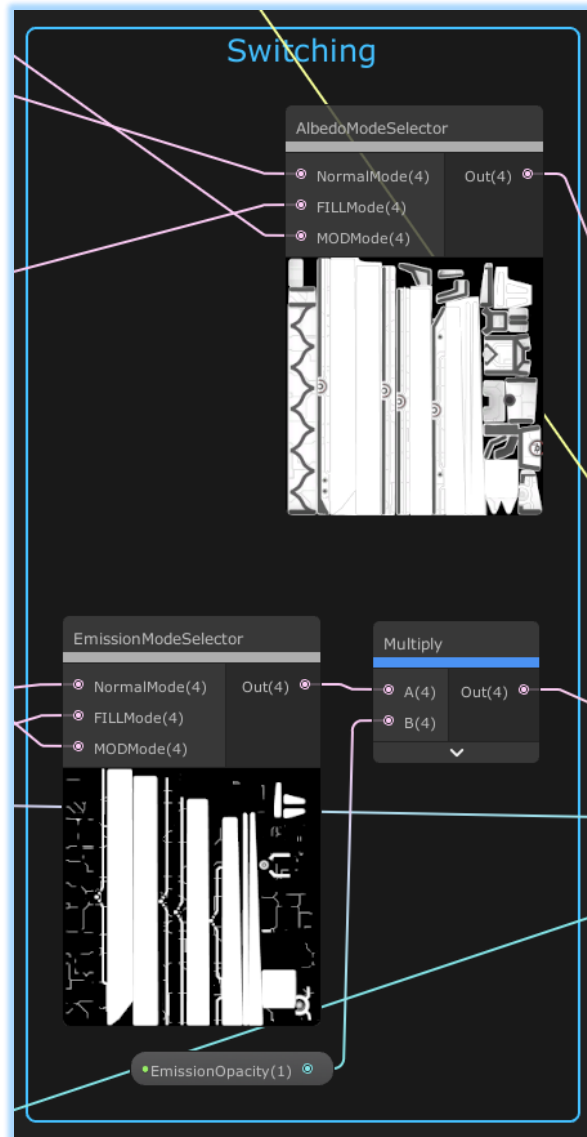 Switching
AlbedoModeSelector
NormalMode(4) Out(4)
FILLMode(4)
MODMode(4)
EmissionModeSelector
NormalMode(4) Out(4)
FILLMode(4)
MODMode(4)
Multiply
A(4) Out(4)
B(4)
EmissionOpacity(1)